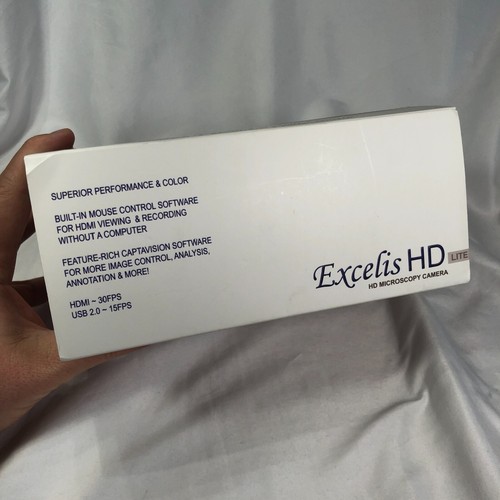 SUPERIOR PERFORMANCE & COLOR
BUILT-IN MOUSE CONTROL SOFTWARE
FOR HDMI VIEWING & RECORDING
WITHOUT A COMPUTER
FEATURE-RICH CAPTAVISION SOFTWARE
FOR MORE IMAGE CONTROL, ANALYSIS,
ANNOTATION & MORE!
HDMI ~ 30FPS
USB 2.0 ~ 15FPS
Excelis HD LITE
HD MICROSCOPY CAMERA